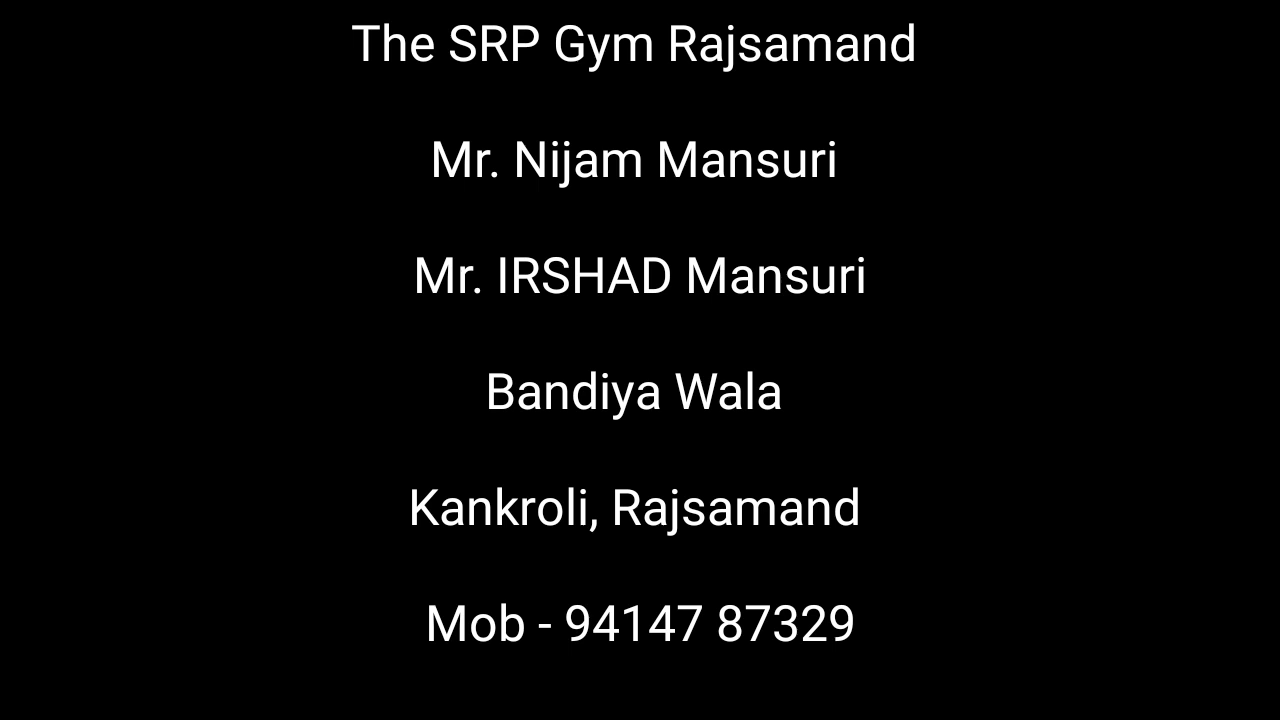 The SRP Gym Rajsamand
Mr. Nijam Mansuri
Mr. IRSHAD Mansuri
Bandiya Wala
Kankroli, Rajsamand
Mob - 94147 87329